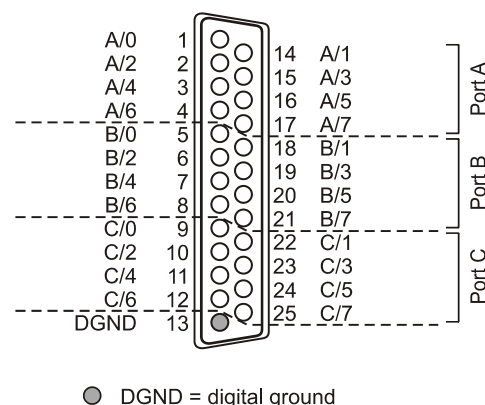 A/0 1
14 A/1
A/2 2
15 A/3
A/4 3
16 A/5
A/6 4
17 A/7
Port A
B/0 5
18 B/1
B/2 6
19 B/3
B/4 7
20 B/5
B/6 8
21 B/7
Port B
C/0 9
22 C/1
C/2 10
23 C/3
C/4 11
24 C/5
C/6 12
25 C/7
Port C
DGND 13
DGND = digital ground